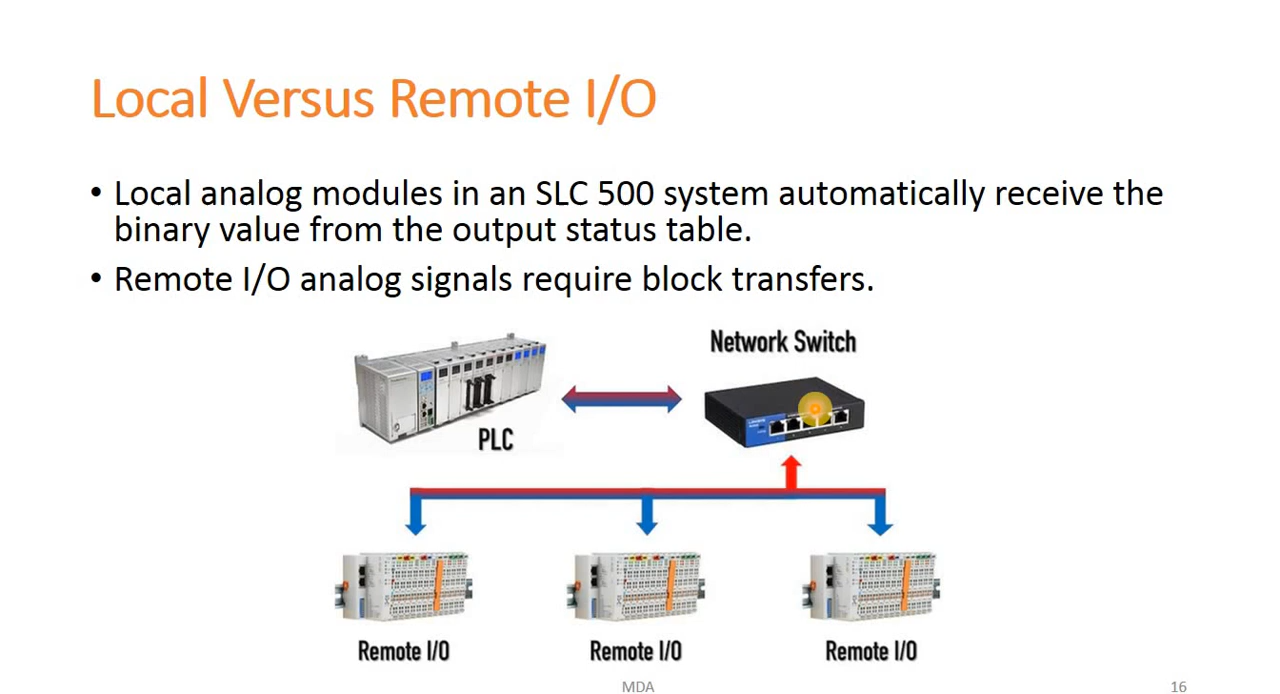 Local Versus Remote I/O
• Local analog modules in an SLC 500 system automatically receive the
binary value from the output status table.
• Remote I/O analog signals require block transfers.
Network Switch
PLC
Remote I/O
Remote I/O
Remote I/O
MDA
16